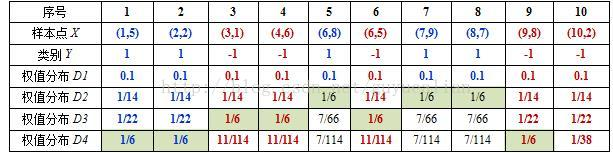 序号 1 2 3 4 5 6 7 8 9 10
样本点 X (1,5) (2,2) (3,1) (4,6) (6,8) (6,5) (7,9) (8,7) (9,8) (10,2)
类别 Y 1 1 -1 -1 1 -1 1 1 -1 -1
权值分布 D1 0.1 0.1 0.1 0.1 0.1 0.1 0.1 0.1 0.1 0.1
权值分布 D2 1/14 1/14 1/14 1/14 1/6 1/14 1/6 1/6 1/14 1/14
权值分布 D3 1/22 1/22 1/6 1/6 7/66 1/6 7/66 7/66 1/22 1/22
权值分布 D4 1/6 1/6 11/114 11/114 7/114 11/114 7/114 7/114 1/6 1/38